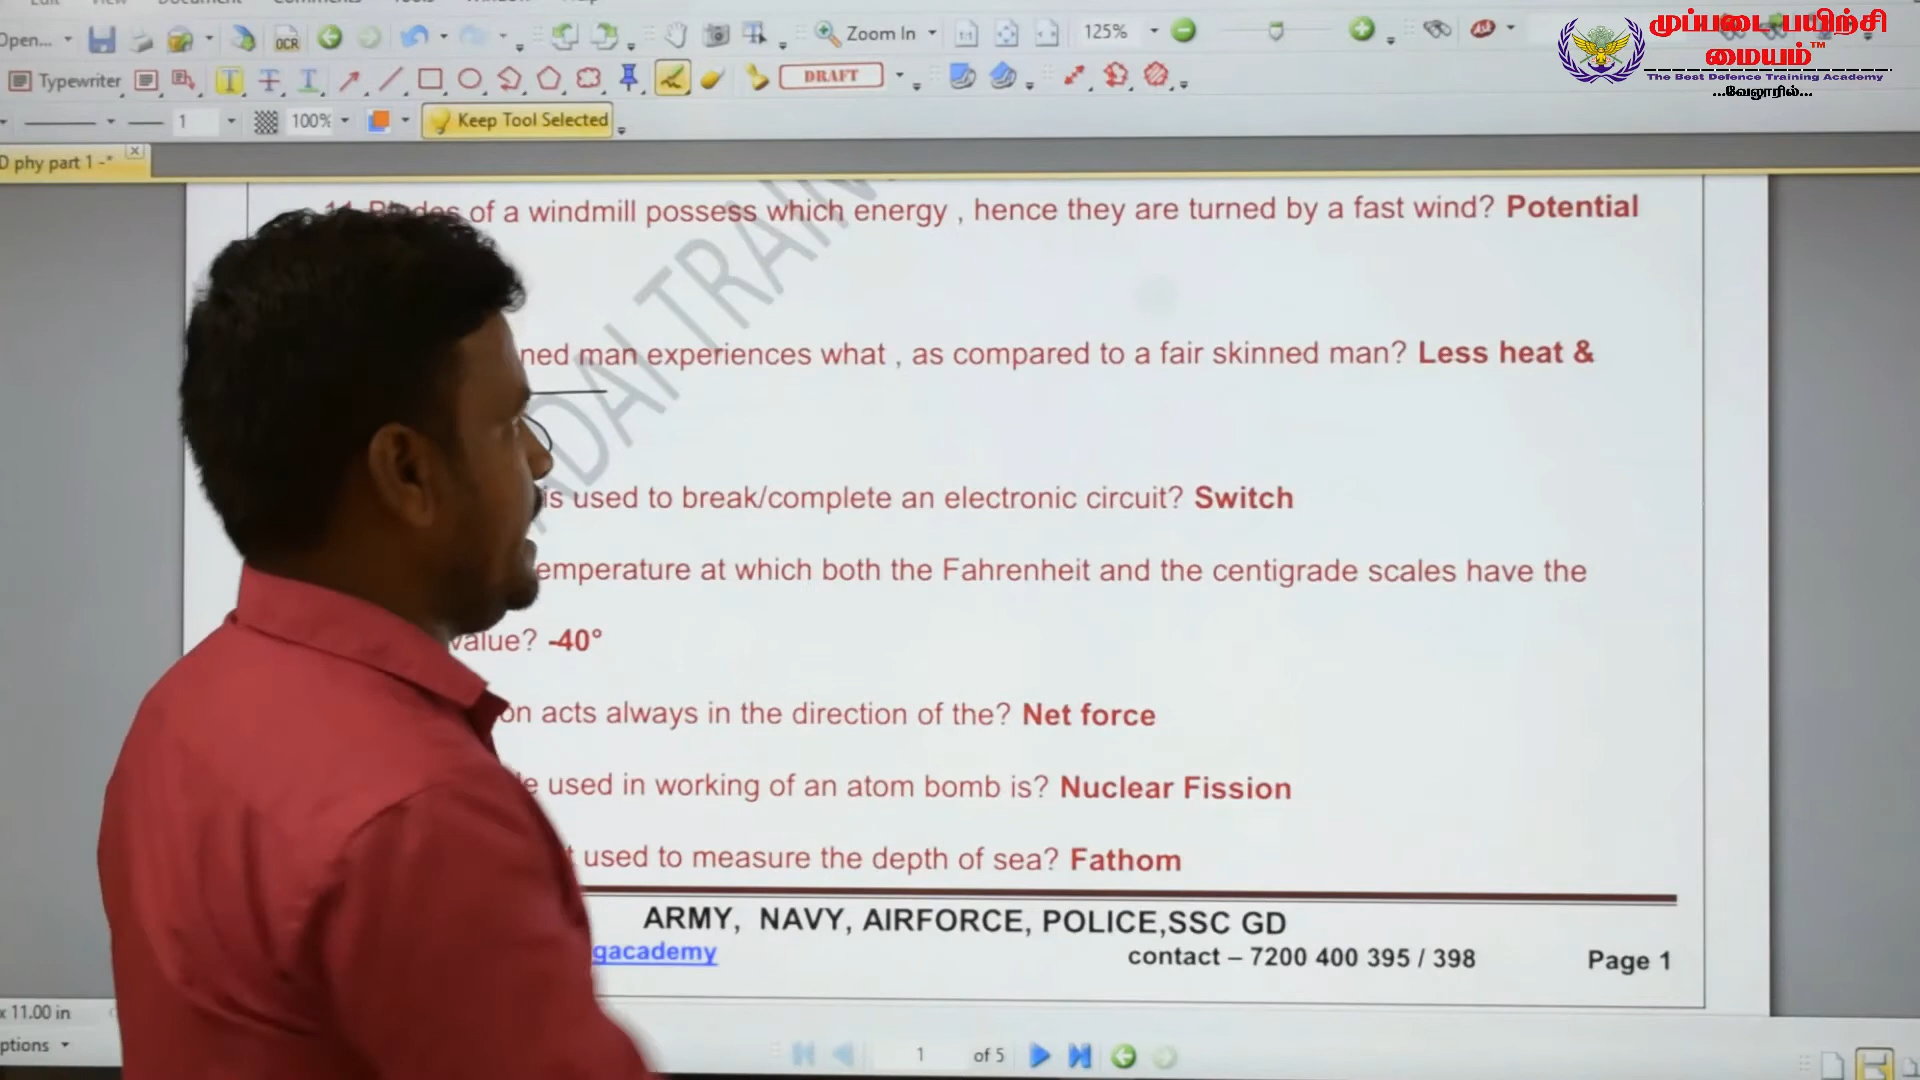 Open...
OCR
Zoom In
125%
முப்படை பயிற்சி
மையம்™
The Best Defence Training Academy
...வேலூரில்...
Typewriter
DRAFT
1
100%
Keep Tool Selected
D phy part 1 -*
of a windmill possess which energy , hence they are turned by a fast wind? Potential
ADAI TRAIN
ned man experiences what , as compared to a fair skinned man? Less heat &
is used to break/complete an electronic circuit? Switch
emperature at which both the Fahrenheit and the centigrade scales have the
value? -40°
on acts always in the direction of the? Net force
e used in working of an atom bomb is? Nuclear Fission
t used to measure the depth of sea? Fathom
ARMY, NAVY, AIRFORCE, POLICE,SSC GD
gacademy
contact – 7200 400 395 / 398
Page 1
x 11.00 in
ptions
1 of 5